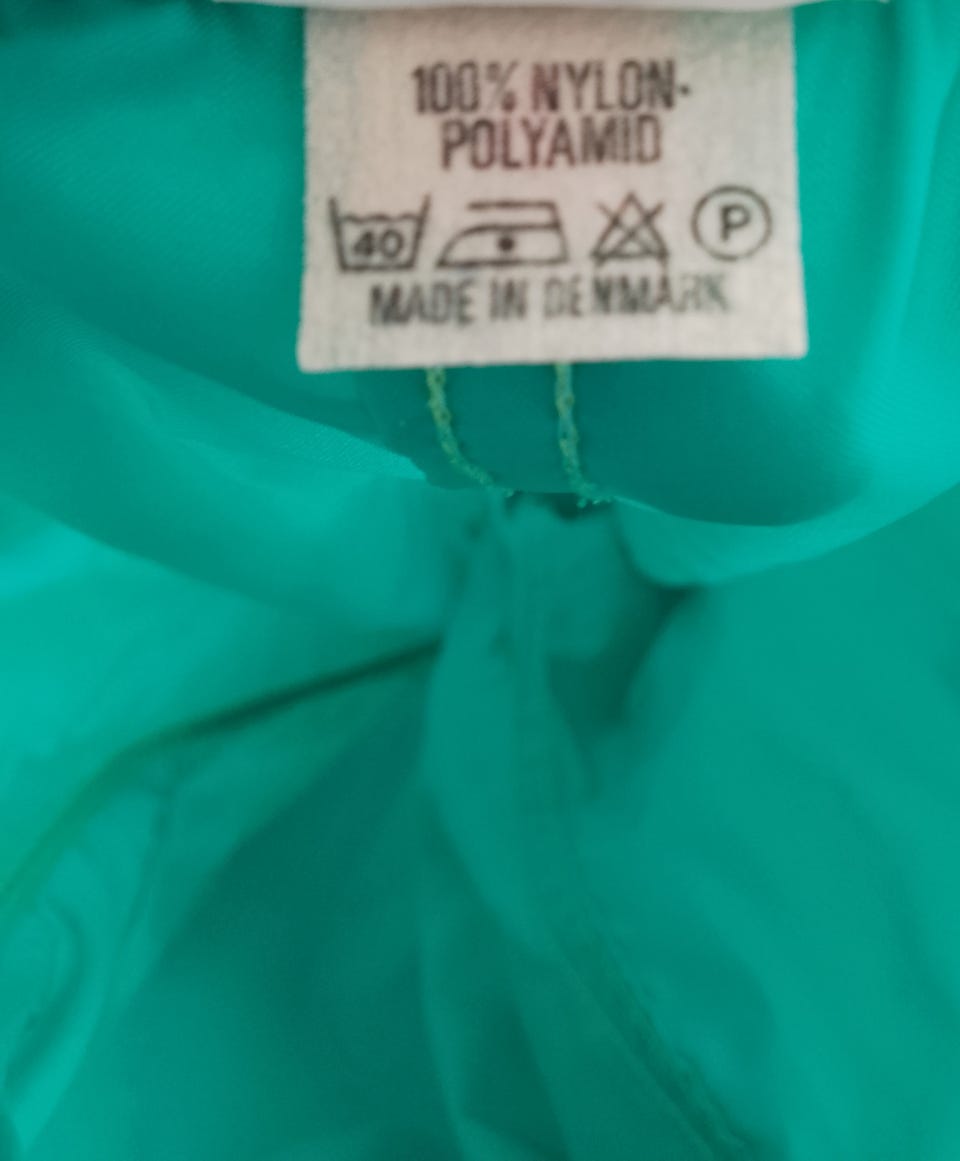 100% NYLON-
POLYAMID
40 P
MADE IN DENMARK